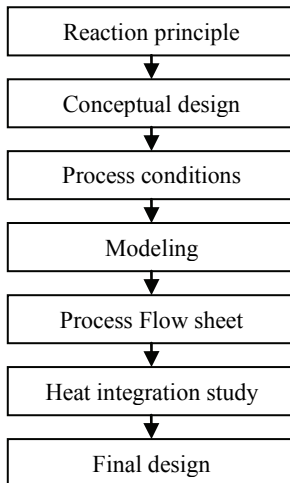 Reaction principle
Conceptual design
Process conditions
Modeling
Process Flow sheet
Heat integration study
Final design